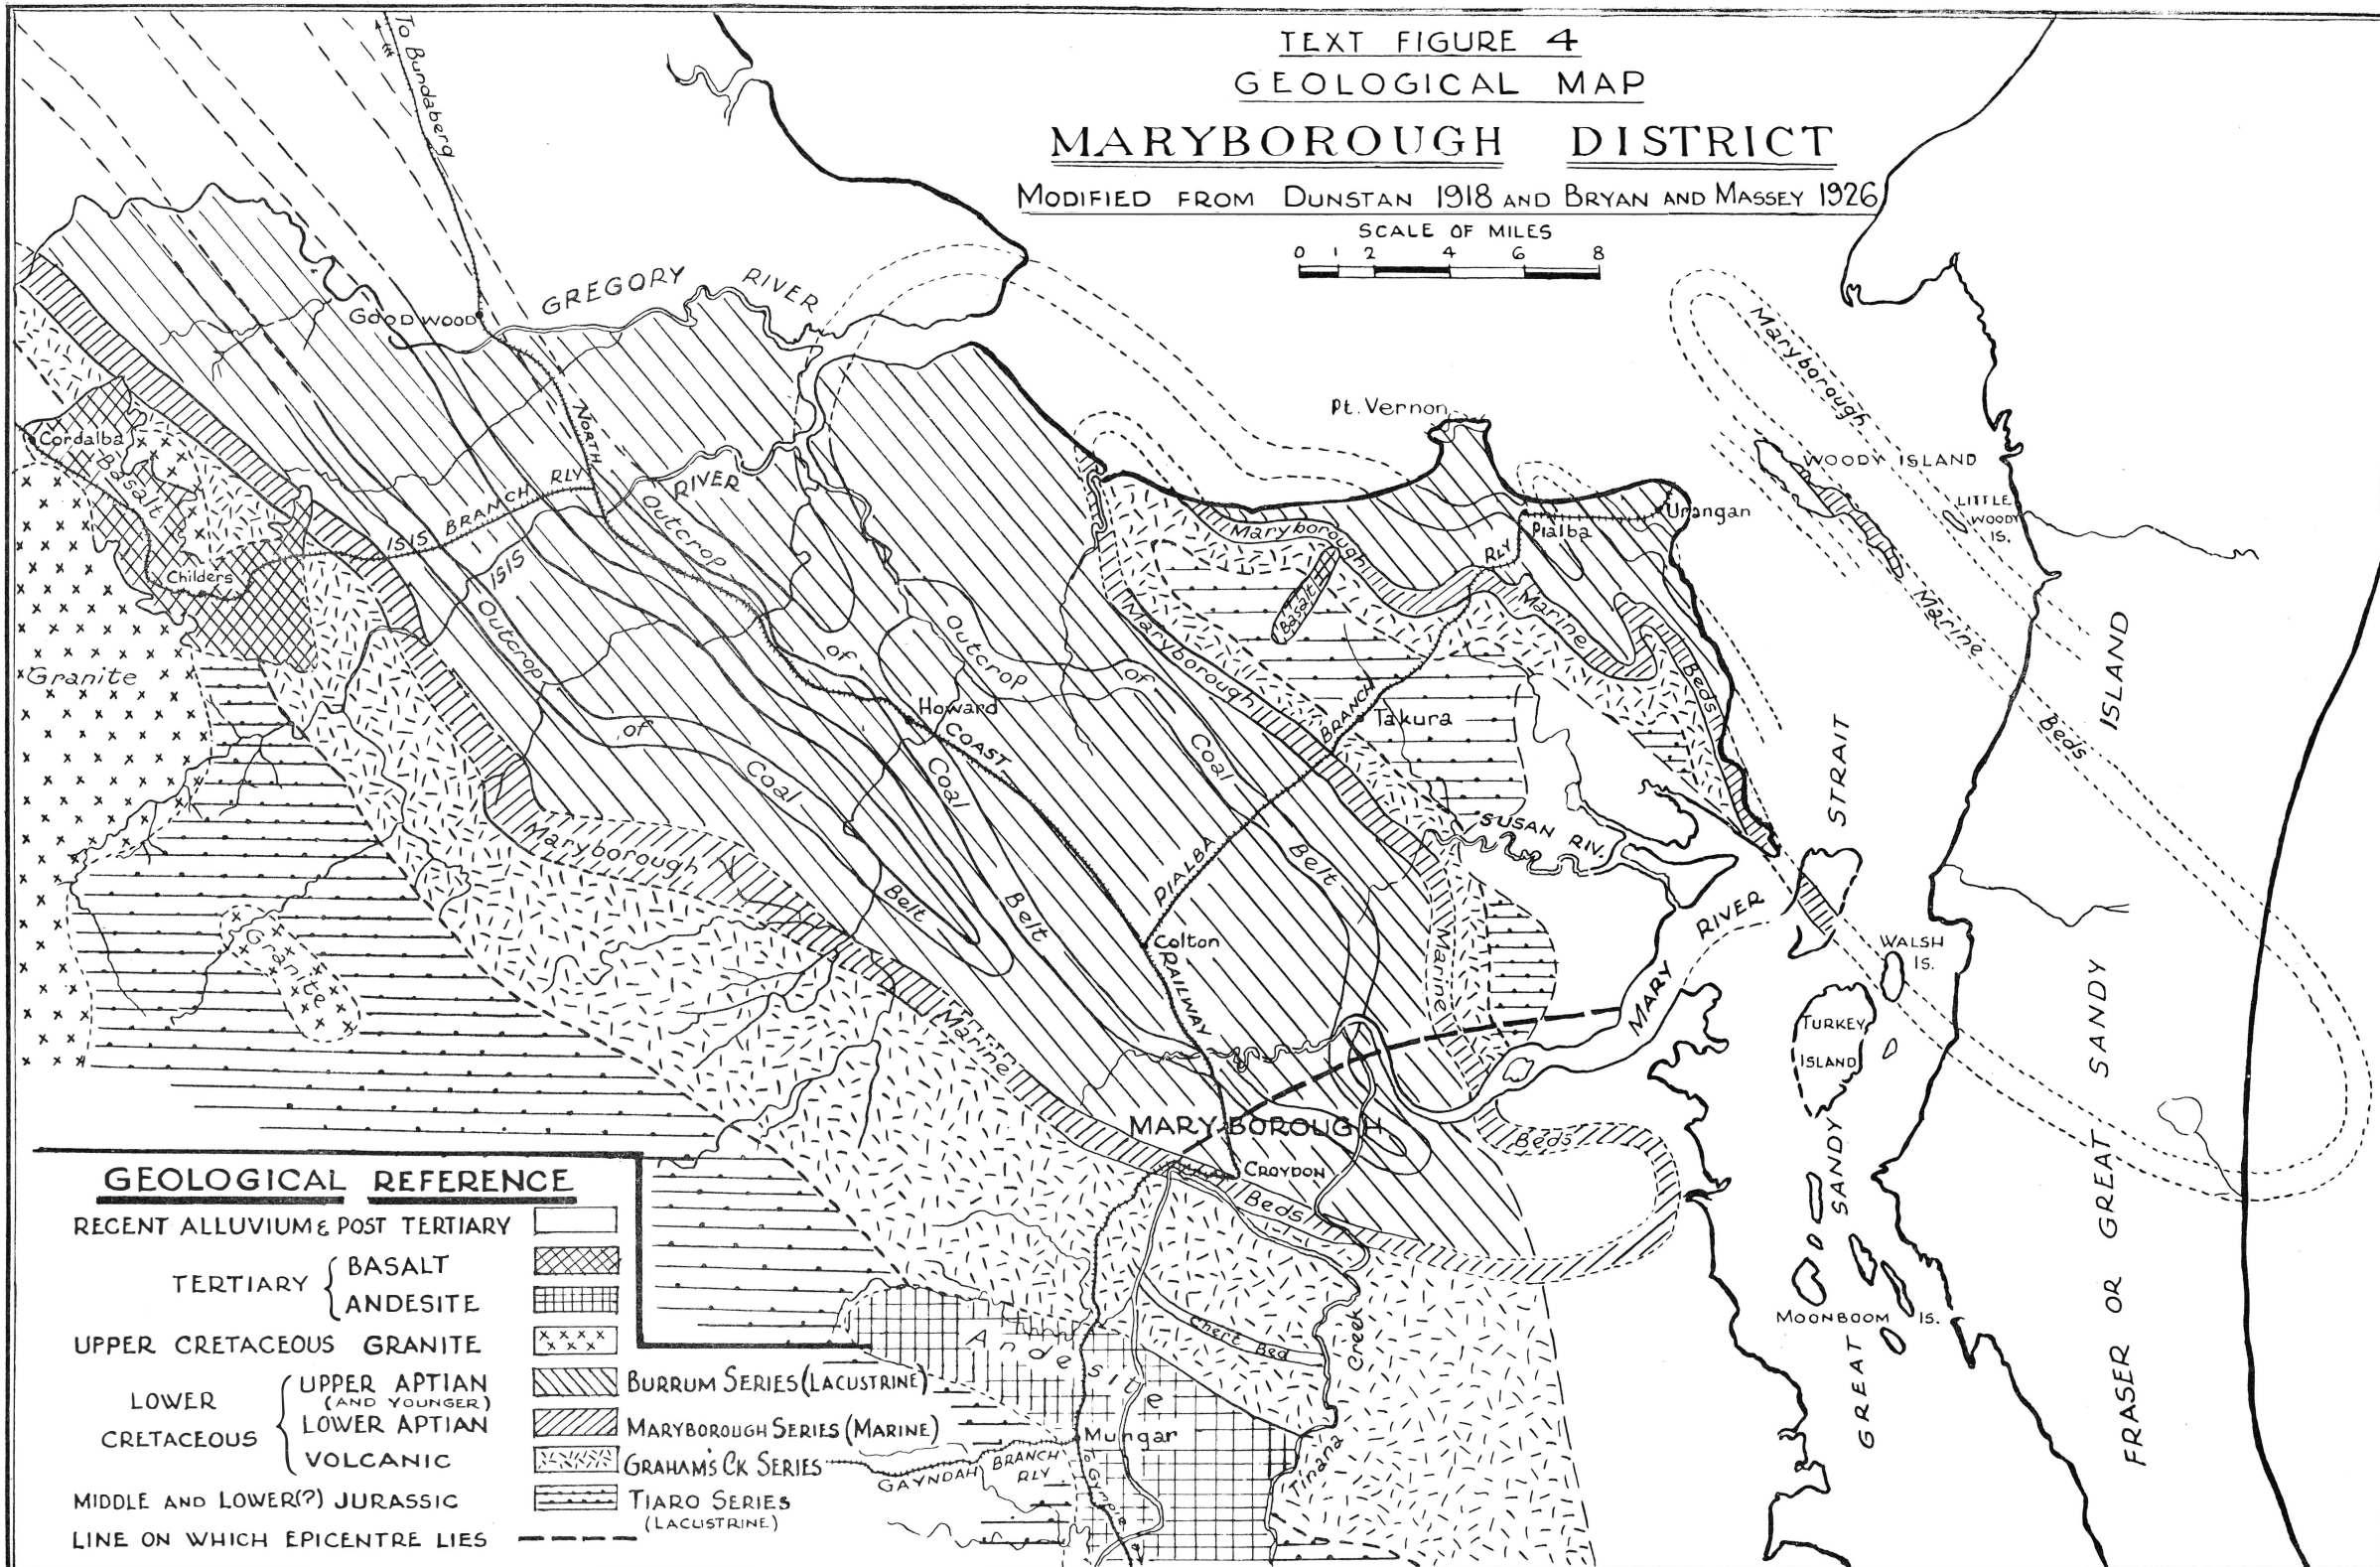 TEXT FIGURE 4
GEOLOGICAL MAP
MARYBOROUGH DISTRICT
MODIFIED FROM DUNSTAN 1918 AND BRYAN AND MASSEY 1926
SCALE OF MILES
0 1 2 4 6 8
To Bundaberg
GREGORY RIVER
GOODWOOD
NORTH
Pt. Vernon
Maryborough
WOODY ISLAND
LITTLE
WOODY
IS.
Cordalba
Basalt
ISIS BRANCH RLY
RIVER
ISIS
Outcrop
Maryborough
Basalt
RLY
Pialba
Urangan
Childers
Granite
Outcrop
of
Coal
Belt
of
Howard
COAST
Coal
Belt
Outcrop
of
Coal
Belt
Maryborough
Marine
Beds
Marine
Beds
BRANCH
Takura
PIALBA
SUSAN RIV.
Maryborough
Granite
Marine
Colton
RAILWAY
Marine
MARY RIVER
STRAIT
ISLAND
WALSH
IS.
TURKEY
ISLAND
MARYBOROUGH
CROYDON
Beds
Beds
SANDY
GREAT
MOONBOOM IS.
FRASER OR GREAT SANDY
Andesite
Chert Bed
Creek
Tinana
Mungar
To Gympie
GAYNDAH BRANCH
RLY
GEOLOGICAL REFERENCE
RECENT ALLUVIUM & POST TERTIARY
TERTIARY
BASALT
ANDESITE
UPPER CRETACEOUS GRANITE
LOWER
CRETACEOUS
UPPER APTIAN
(AND YOUNGER)
BURRUM SERIES (LACUSTRINE)
LOWER APTIAN
MARYBOROUGH SERIES (MARINE)
VOLCANIC
GRAHAM'S CK SERIES
MIDDLE AND LOWER(?) JURASSIC
TIARO SERIES
(LACUSTRINE)
LINE ON WHICH EPICENTRE LIES